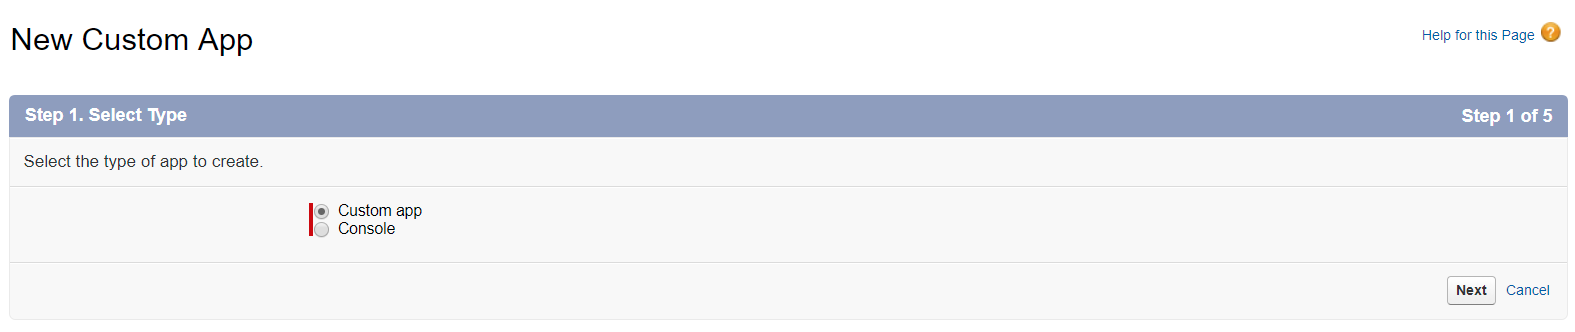 New Custom App
Help for this Page ?
Step 1. Select Type
Step 1 of 5
Select the type of app to create.
Custom app
Console
Next Cancel